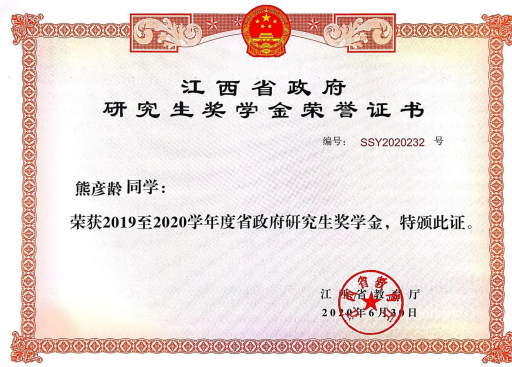 江西省政府
研究生奖学金荣誉证书
编号： SSY2020232 号
熊彦龄 同学：
荣获2019至2020学年度省政府研究生奖学金，特颁此证。
江西省教育厅
2020年6月30日